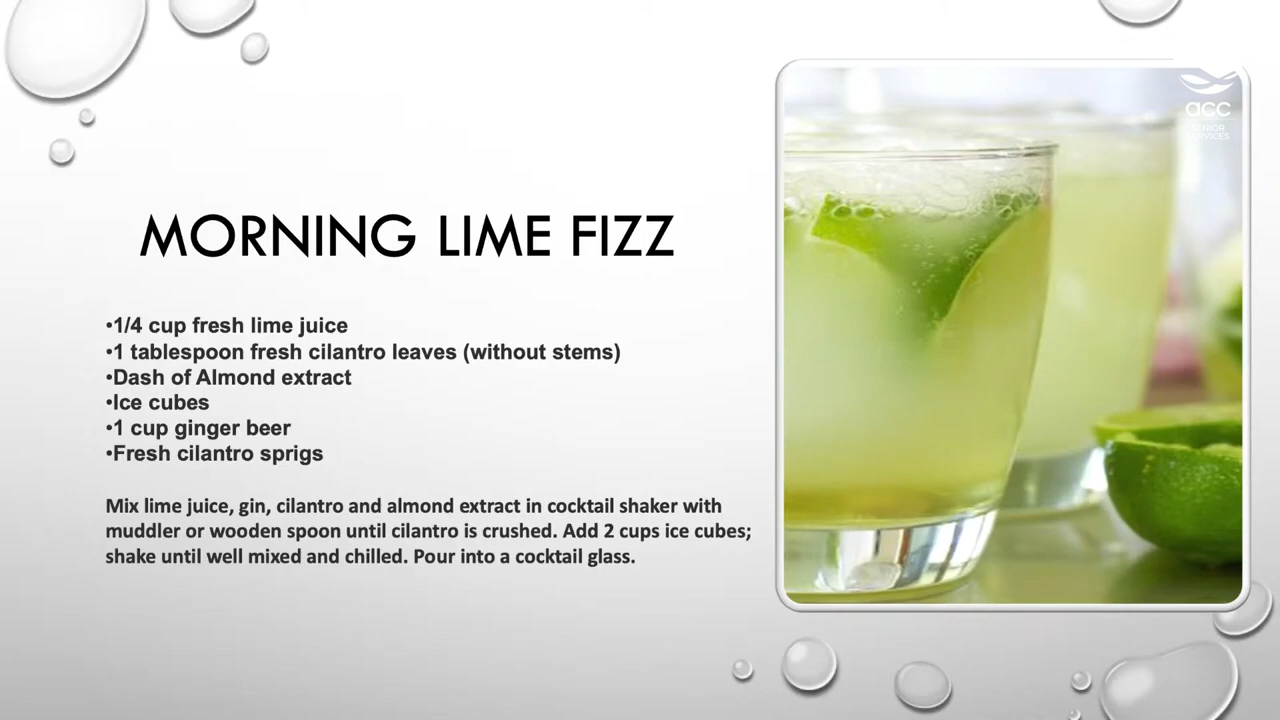 MORNING LIME FIZZ
•1/4 cup fresh lime juice
•1 tablespoon fresh cilantro leaves (without stems)
•Dash of Almond extract
•Ice cubes
•1 cup ginger beer
•Fresh cilantro sprigs
Mix lime juice, gin, cilantro and almond extract in cocktail shaker with
muddler or wooden spoon until cilantro is crushed. Add 2 cups ice cubes;
shake until well mixed and chilled. Pour into a cocktail glass.
acc
SENIOR
SERVICES